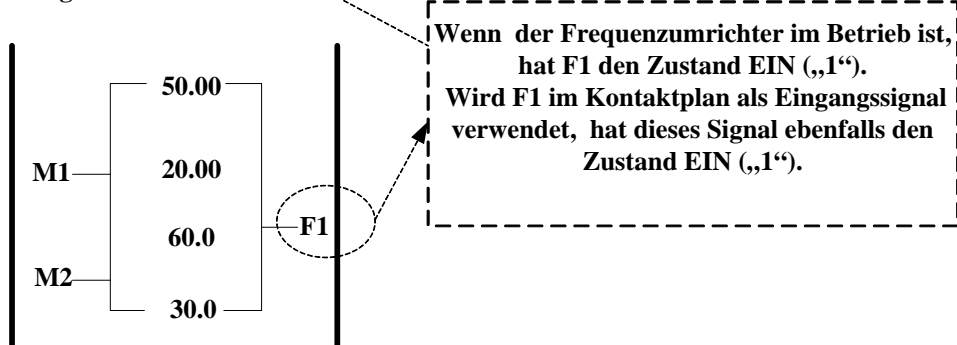 Wenn der Frequenzumrichter im Betrieb ist,
hat F1 den Zustand EIN („1“).
Wird F1 im Kontaktplan als Eingangssignal
verwendet, hat dieses Signal ebenfalls den
Zustand EIN („1“).
50.00
M1
20.00
F1
60.0
M2
30.0